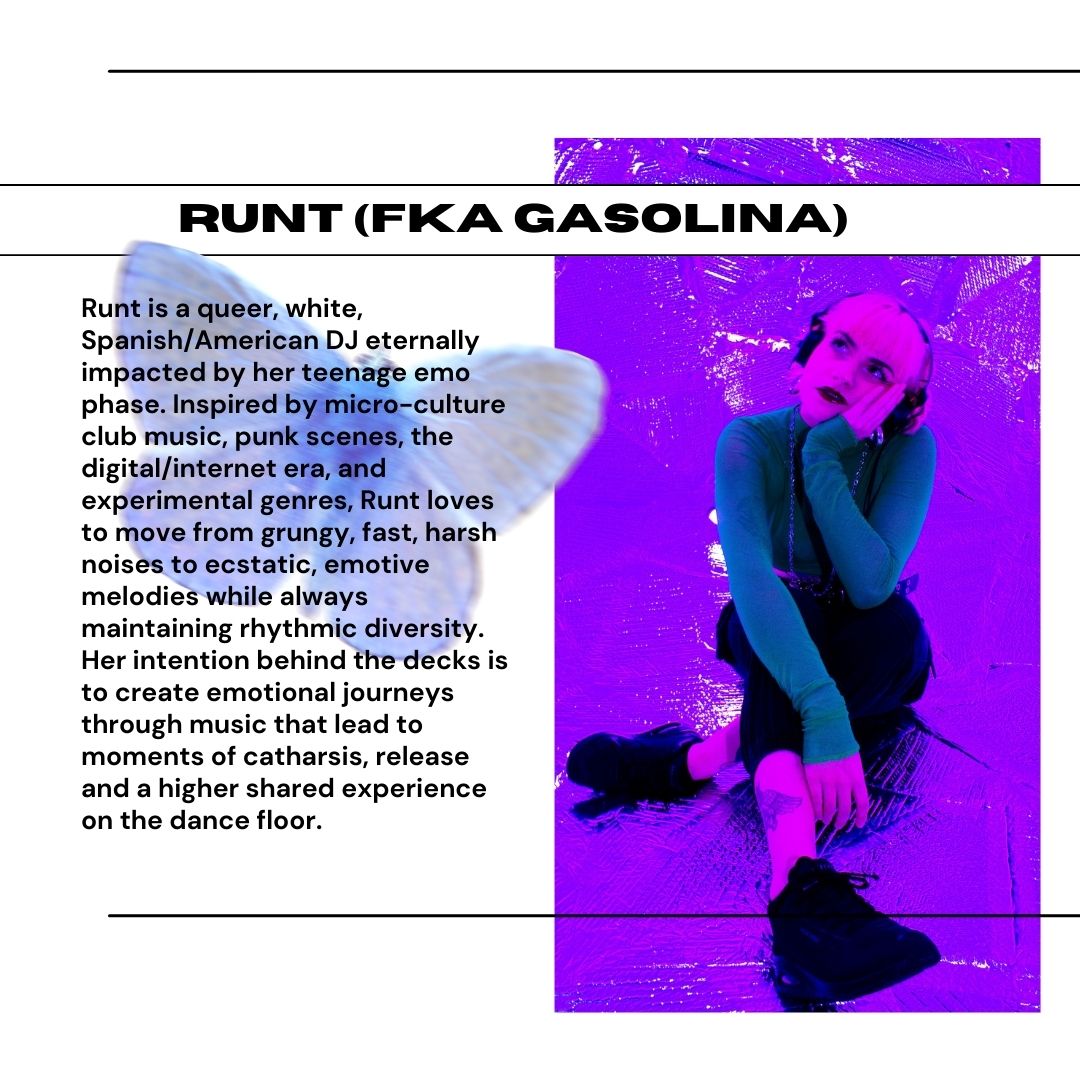 RUNT (FKA GASOLINA)
Runt is a queer, white,
Spanish/American DJ eternally
impacted by her teenage emo
phase. Inspired by micro-culture
club music, punk scenes, the
digital/internet era, and
experimental genres, Runt loves
to move from grungy, fast, harsh
noises to ecstatic, emotive
melodies while always
maintaining rhythmic diversity.
Her intention behind the decks is
to create emotional journeys
through music that lead to
moments of catharsis, release
and a higher shared experience
on the dance floor.